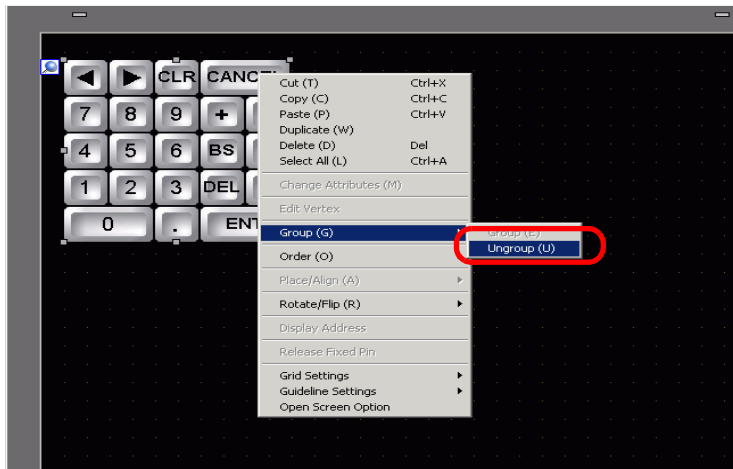 CLR CANCEL
7 8 9 +
4 5 6 BS
1 2 3 DEL
0 . ENT
Cut (T) Ctrl+X
Copy (C) Ctrl+C
Paste (P) Ctrl+V
Duplicate (W)
Delete (D) Del
Select All (L) Ctrl+A
Change Attributes (M)
Edit Vertex
Group (G)
Group (E)
Ungroup (U)
Order (O)
Place/Align (A)
Rotate/Flip (R)
Display Address
Release Fixed Pin
Grid Settings
Guideline Settings
Open Screen Option